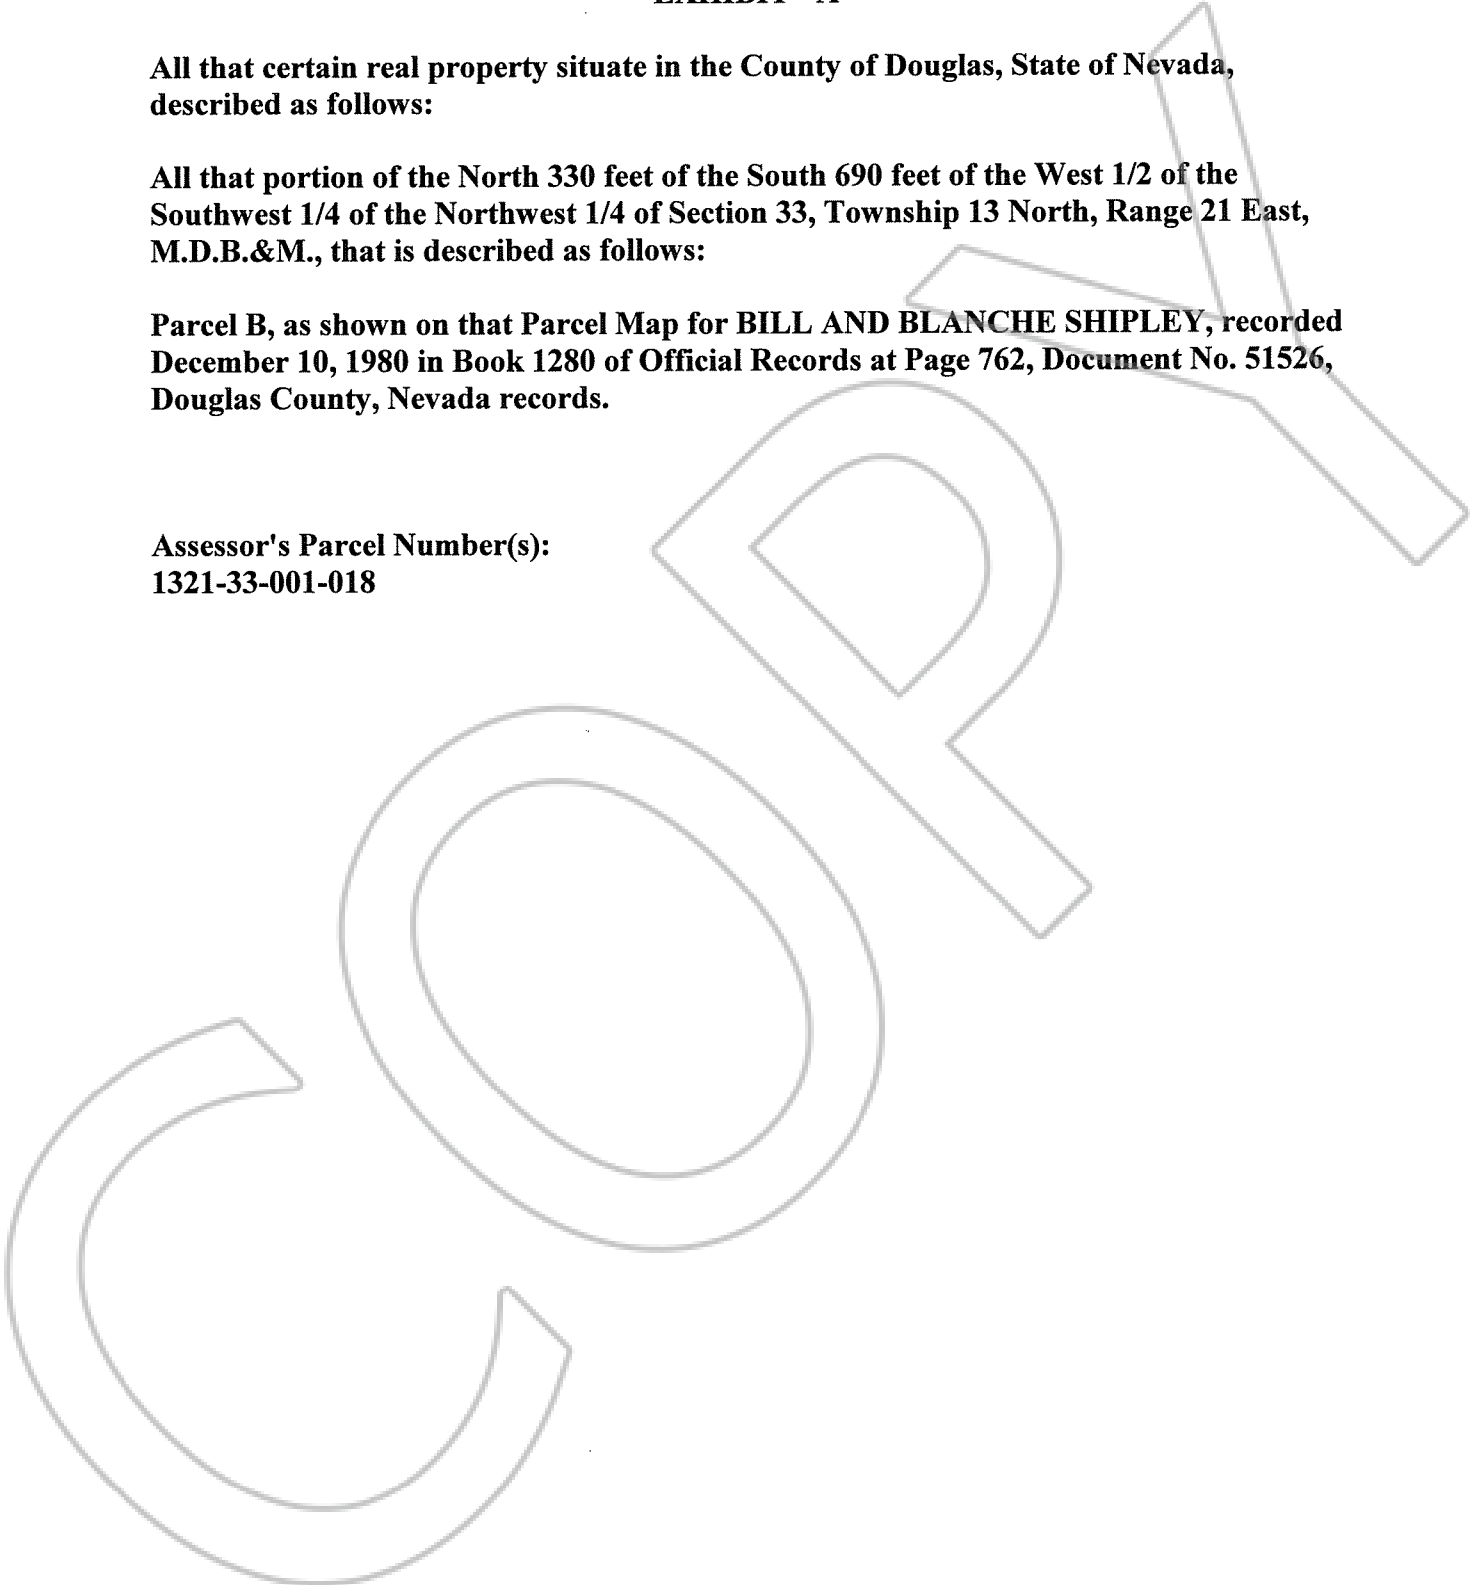 All that certain real property situate in the County of Douglas, State of Nevada,
described as follows:
All that portion of the North 330 feet of the South 690 feet of the West 1/2 of the
Southwest 1/4 of the Northwest 1/4 of Section 33, Township 13 North, Range 21 East,
M.D.B.&M., that is described as follows:
Parcel B, as shown on that Parcel Map for BILL AND BLANCHE SHIPLEY, recorded
December 10, 1980 in Book 1280 of Official Records at Page 762, Document No. 51526,
Douglas County, Nevada records.
Assessor's Parcel Number(s):
1321-33-001-018
COPY